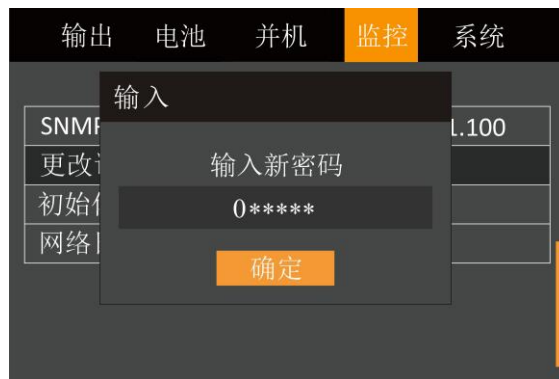 输出 电池 并机 监控 系统
输入
SNMP 1.100
更改
输入新密码
初始
0*****
网络
确定